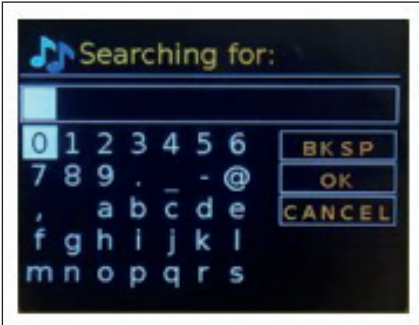 Searching for:
0 1 2 3 4 5 6 BKSP
7 8 9 . _ - @ OK
, a b c d e CANCEL
f g h i j k l
m n o p q r s